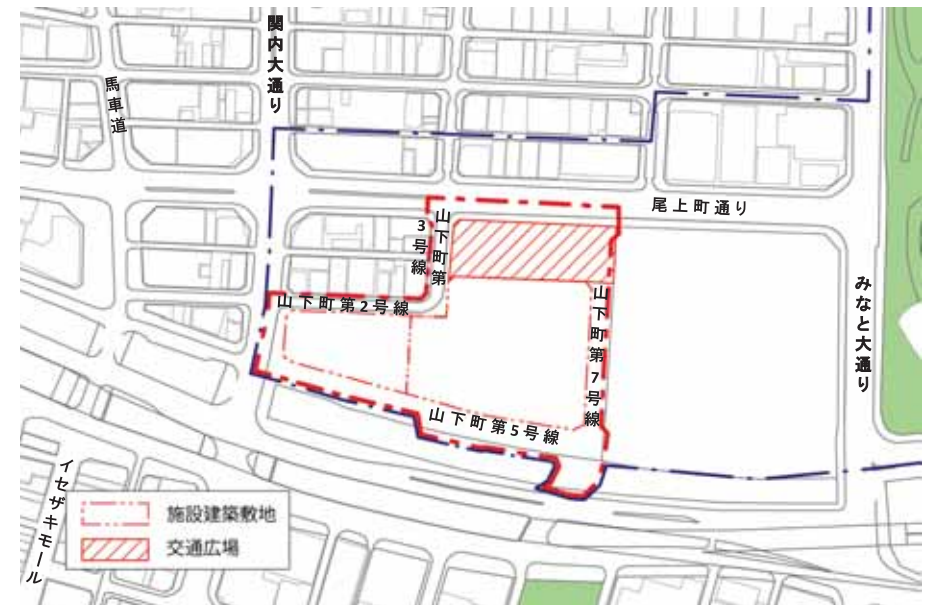 関内大通り
馬車道
尾上町通り
山下町第
3号線
山下町第2号線
みなと大通り
山下町第7号線
山下町第5号線
イセザキモール
施設建築敷地
交通広場